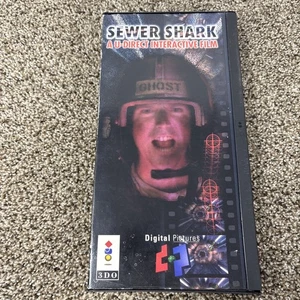 SEWER SHARK
A U-DIRECT INTERACTIVE FILM
GHOST
Digital Pictures
3DO